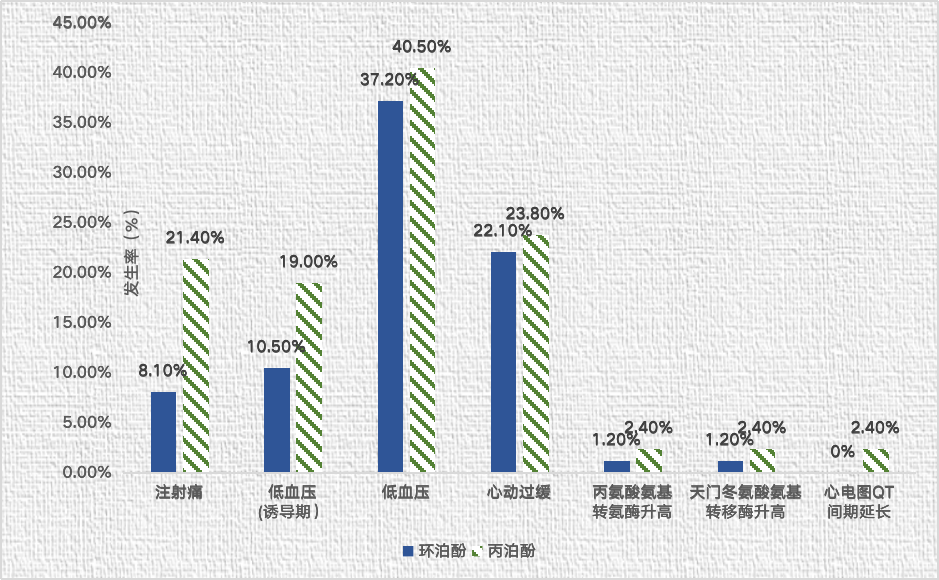 45.00%
40.00%
35.00%
30.00%
25.00%
20.00%
15.00%
10.00%
5.00%
0.00%
发生率（%）
8.10%
21.40%
10.50%
19.00%
37.20%
40.50%
22.10%
23.80%
1.20%
2.40%
1.20%
2.40%
0%
2.40%
注射痛
低血压
(诱导期）
低血压
心动过缓
丙氨酸氨基
转氨酶升高
天门冬氨酸氨基
转移酶升高
心电图QT
间期延长
环泊酚
丙泊酚